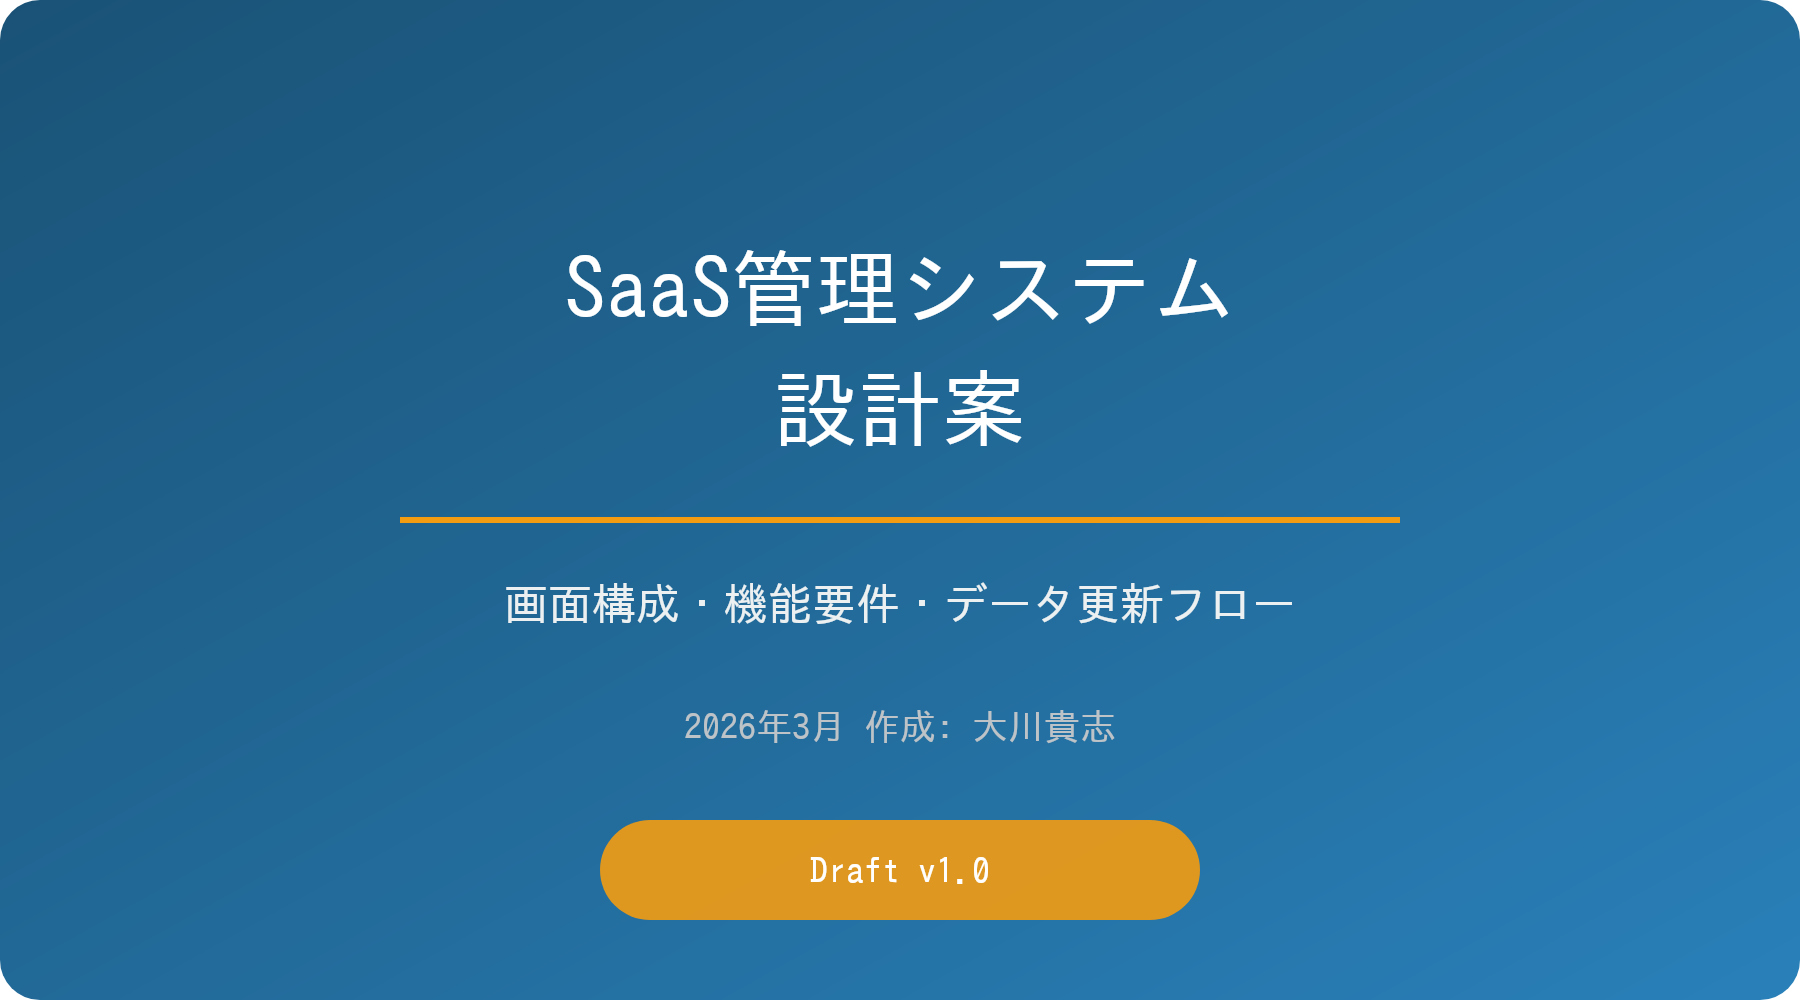 SaaS管理システム
設計案
画面構成・機能要件・データ更新フロー
2026年3月 作成: 大川貴志
Draft v1.0